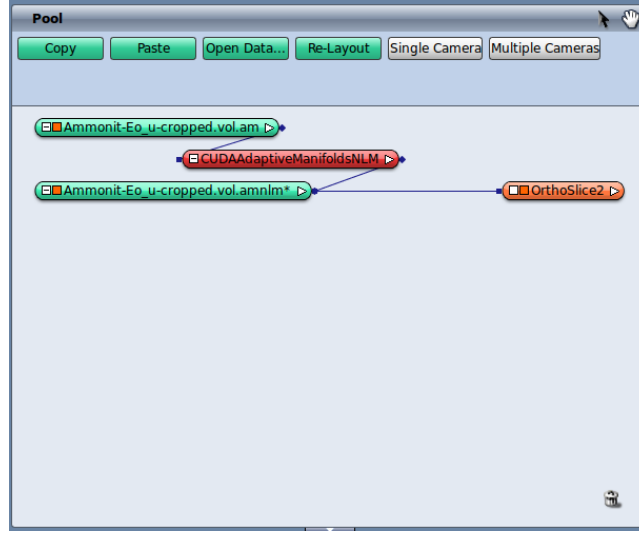 Pool
Copy Paste Open Data... Re-Layout Single Camera Multiple Cameras
Ammonit-Eo_u-cropped.vol.am
CUDAAdaptiveManifoldsNLM
Ammonit-Eo_u-cropped.vol.amnlm* OrthoSlice2